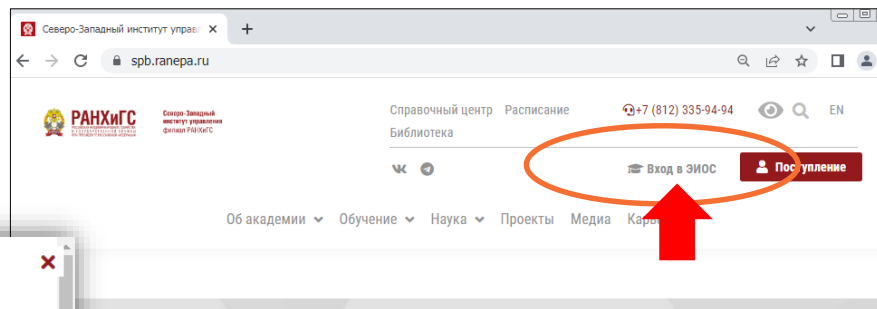 Северо-Западный институт управ
spb.ranepa.ru
РАНХиГС
Северо-Западный
институт управления
филиал РАНХиГС
Справочный центр Расписание
Библиотека
+7 (812) 335-94-94
EN
Вход в ЭИОС
Поступление
Об академии Обучение Наука Проекты Медиа